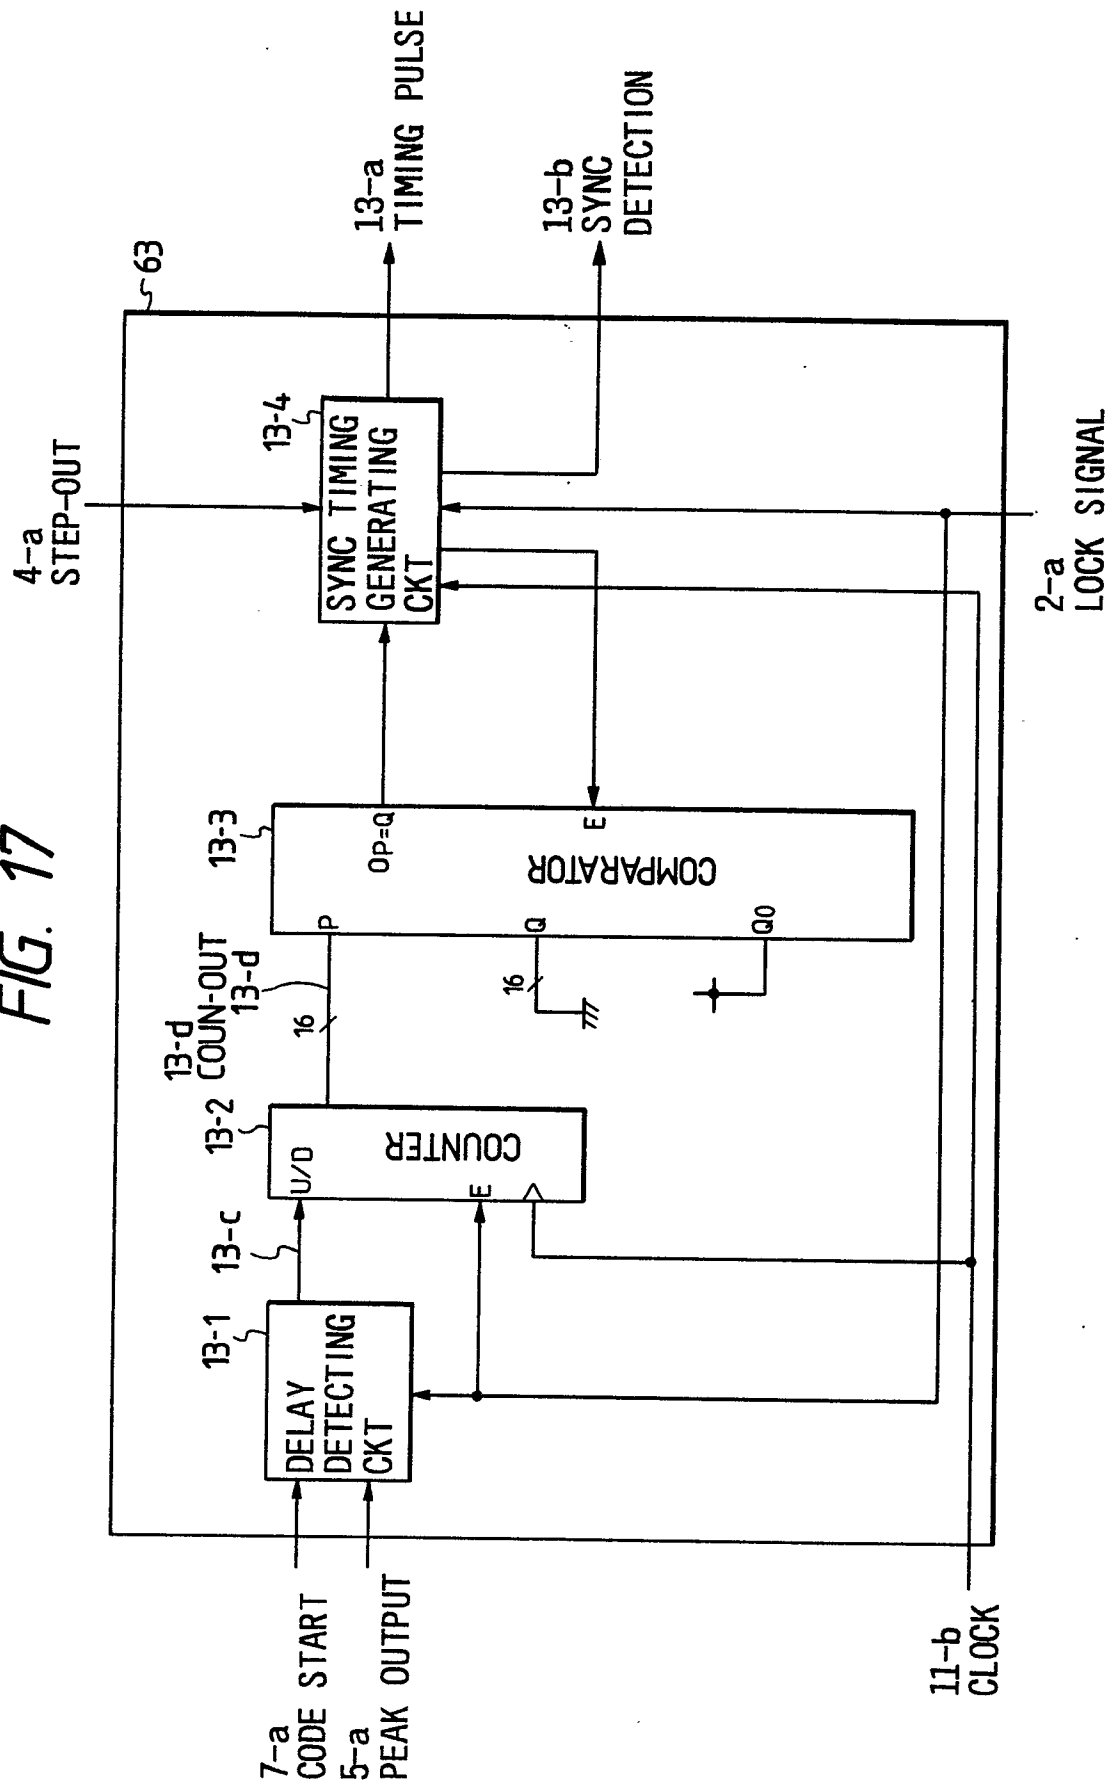 FIG. 17
63
4-a
STEP-OUT
13-a
TIMING PULSE
13-b
SYNC
DETECTION
13-4
SYNC TIMING
GENERATING
CKT
13-3
OP=Q
P
E
Q
Q0
COMPARATOR
16
13-d
COUN-OUT
13-d
16
13-2
U/D
E
COUNTER
13-c
13-1
DELAY
DETECTING
CKT
7-a
CODE START
5-a
PEAK OUTPUT
11-b
CLOCK
2-a
LOCK SIGNAL